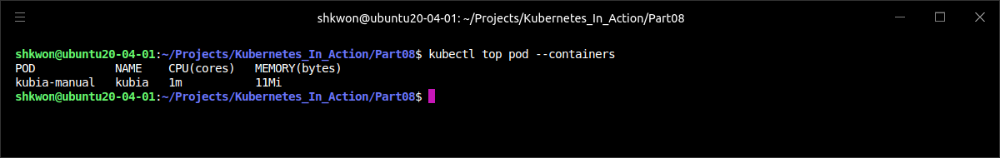 shkwon@ubuntu20-04-01: ~/Projects/Kubernetes_In_Action/Part08
shkwon@ubuntu20-04-01:~/Projects/Kubernetes_In_Action/Part08$ kubectl top pod --containers
POD            NAME    CPU(cores)   MEMORY(bytes)
kubia-manual   kubia   1m           11Mi
shkwon@ubuntu20-04-01:~/Projects/Kubernetes_In_Action/Part08$